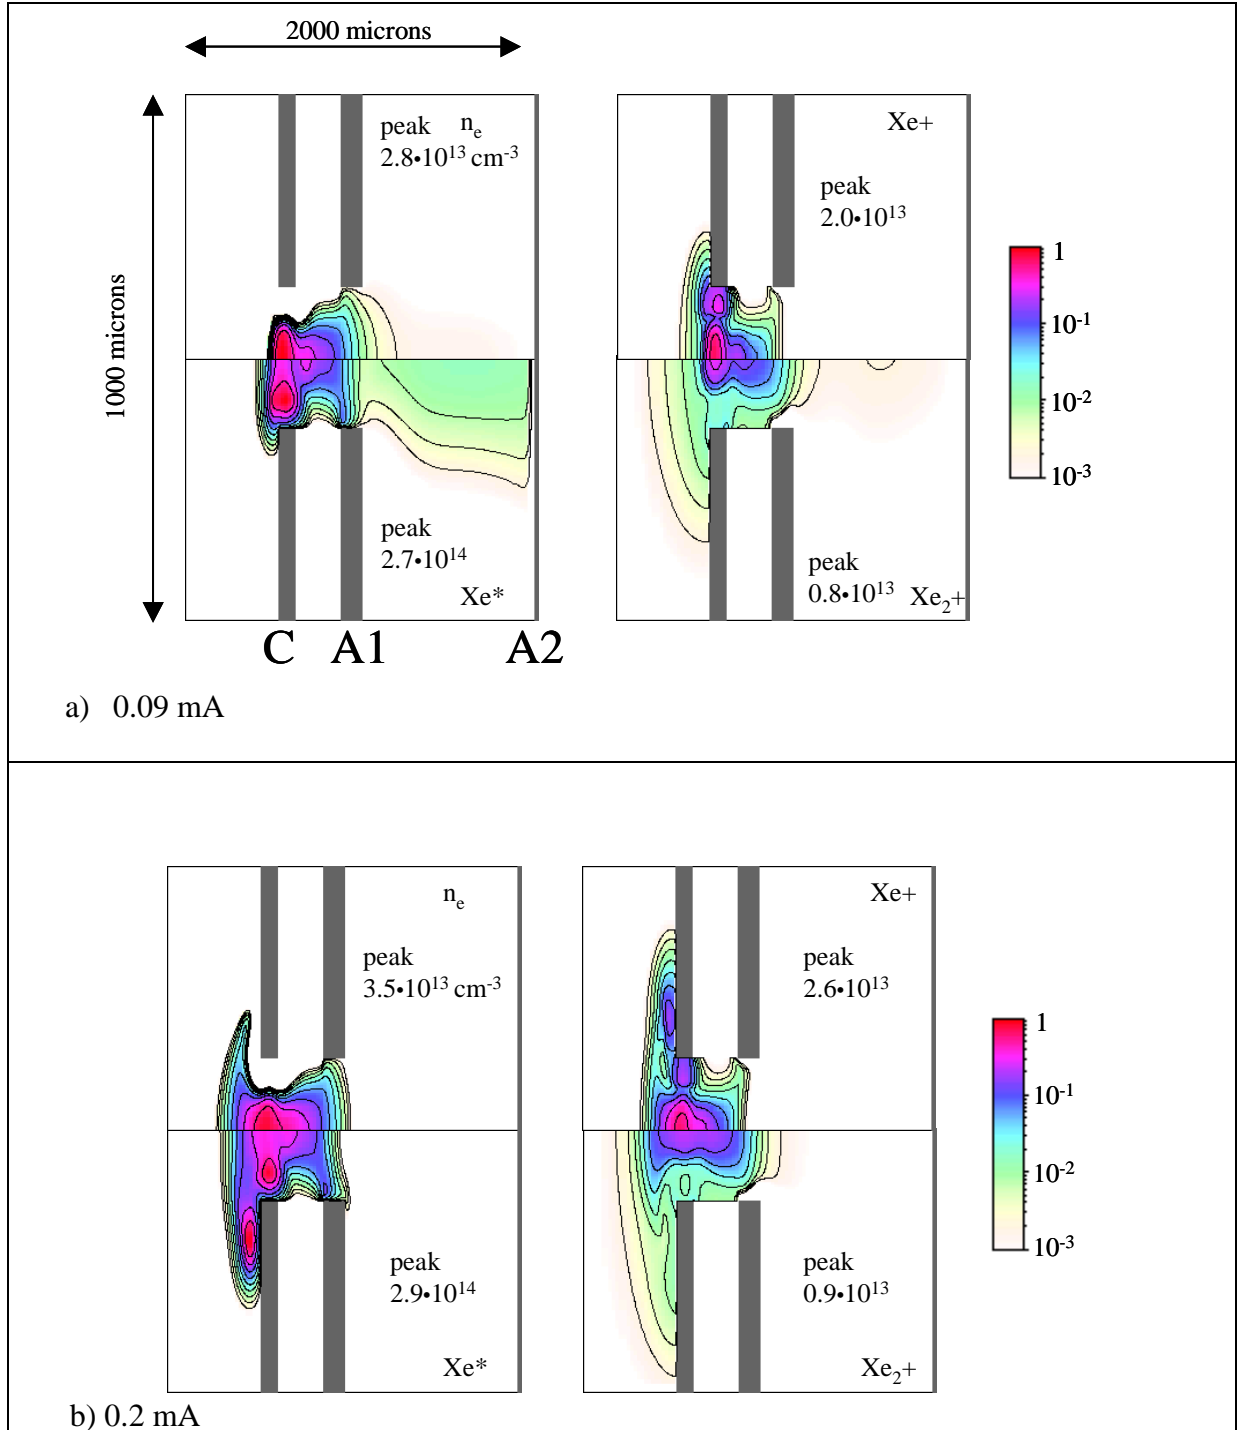 2000 microns
1000 microns
peak n_e
2.8•10^13 cm^-3
peak
2.7•10^14
Xe*
C A1 A2
Xe+
peak
2.0•10^13
peak
0.8•10^13 Xe_2+
1
10^-1
10^-2
10^-3
a) 0.09 mA
n_e
peak
3.5•10^13 cm^-3
peak
2.9•10^14
Xe*
Xe+
peak
2.6•10^13
peak
0.9•10^13
Xe_2+
1
10^-1
10^-2
10^-3
b) 0.2 mA